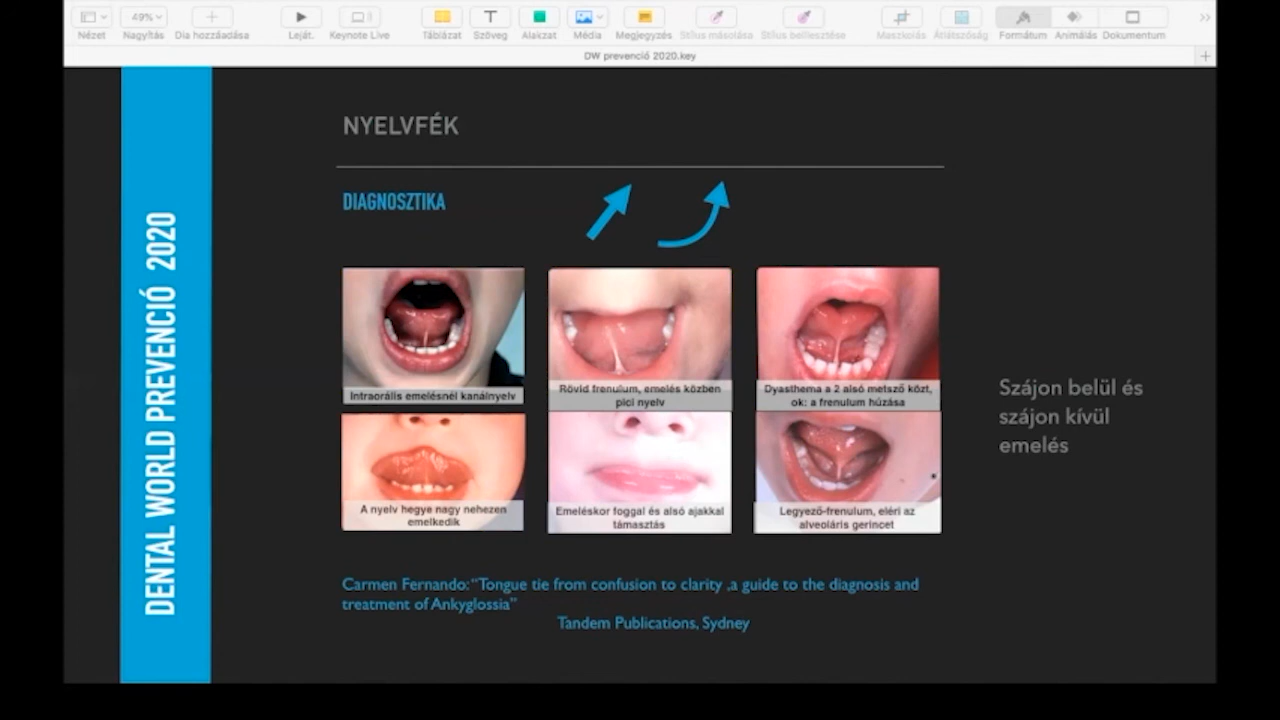 Nézet
49%
Nagyítás
Dia hozzáadása
Leját.
Keynote Live
Táblázat
Szöveg
Alakzat
Média
Megjegyzés
Stílus másolása
Stílus beillesztése
Maszkolás
Átlátszóság
Formátum
Animálás
Dokumentum
DW prevenció 2020.key
DENTAL WORLD PREVENCIÓ 2020
NYELVFÉK
DIAGNOSZTIKA
Intraorális emelésnél kanálnyelv
Rövid frenulum, emelés közben
pici nyelv
Dyasthema a 2 alsó metsző közt,
ok: a frenulum húzása
A nyelv hegye nagy nehezen
emelkedik
Emeléskor foggal és alsó ajakkal
támasztás
Legyező-frenulum, eléri az
alveoláris gerincet
Szájon belül és
szájon kívül
emelés
Carmen Fernando:“Tongue tie from confusion to clarity ,a guide to the diagnosis and
treatment of Ankyglossia”
Tandem Publications, Sydney